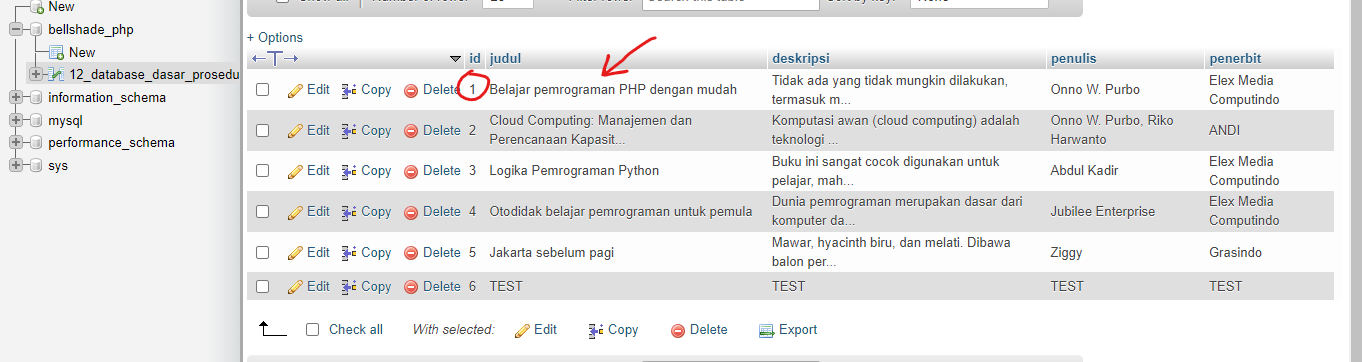 New
bellshade_php
New
12_database_dasar_prosedu
information_schema
mysql
performance_schema
sys
+ Options
id judul deskripsi penulis penerbit
Edit Copy Delete 1 Belajar pemrograman PHP dengan mudah Tidak ada yang tidak mungkin dilakukan, Onno W. Purbo Elex Media
termasuk m... Computindo
Edit Copy Delete 2 Cloud Computing: Manajemen dan Komputasi awan (cloud computing) adalah Onno W. Purbo, Riko ANDI
Perencanaan Kapasit... teknologi ... Harwanto
Edit Copy Delete 3 Logika Pemrograman Python Buku ini sangat cocok digunakan untuk Abdul Kadir Elex Media
pelajar, mah... Computindo
Edit Copy Delete 4 Otodidak belajar pemrograman untuk pemula Dunia pemrograman merupakan dasar dari Jubilee Enterprise Elex Media
komputer da... Computindo
Edit Copy Delete 5 Jakarta sebelum pagi Mawar, hyacinth biru, dan melati. Dibawa Ziggy Grasindo
balon per...
Edit Copy Delete 6 TEST TEST TEST TEST
Check all With selected: Edit Copy Delete Export